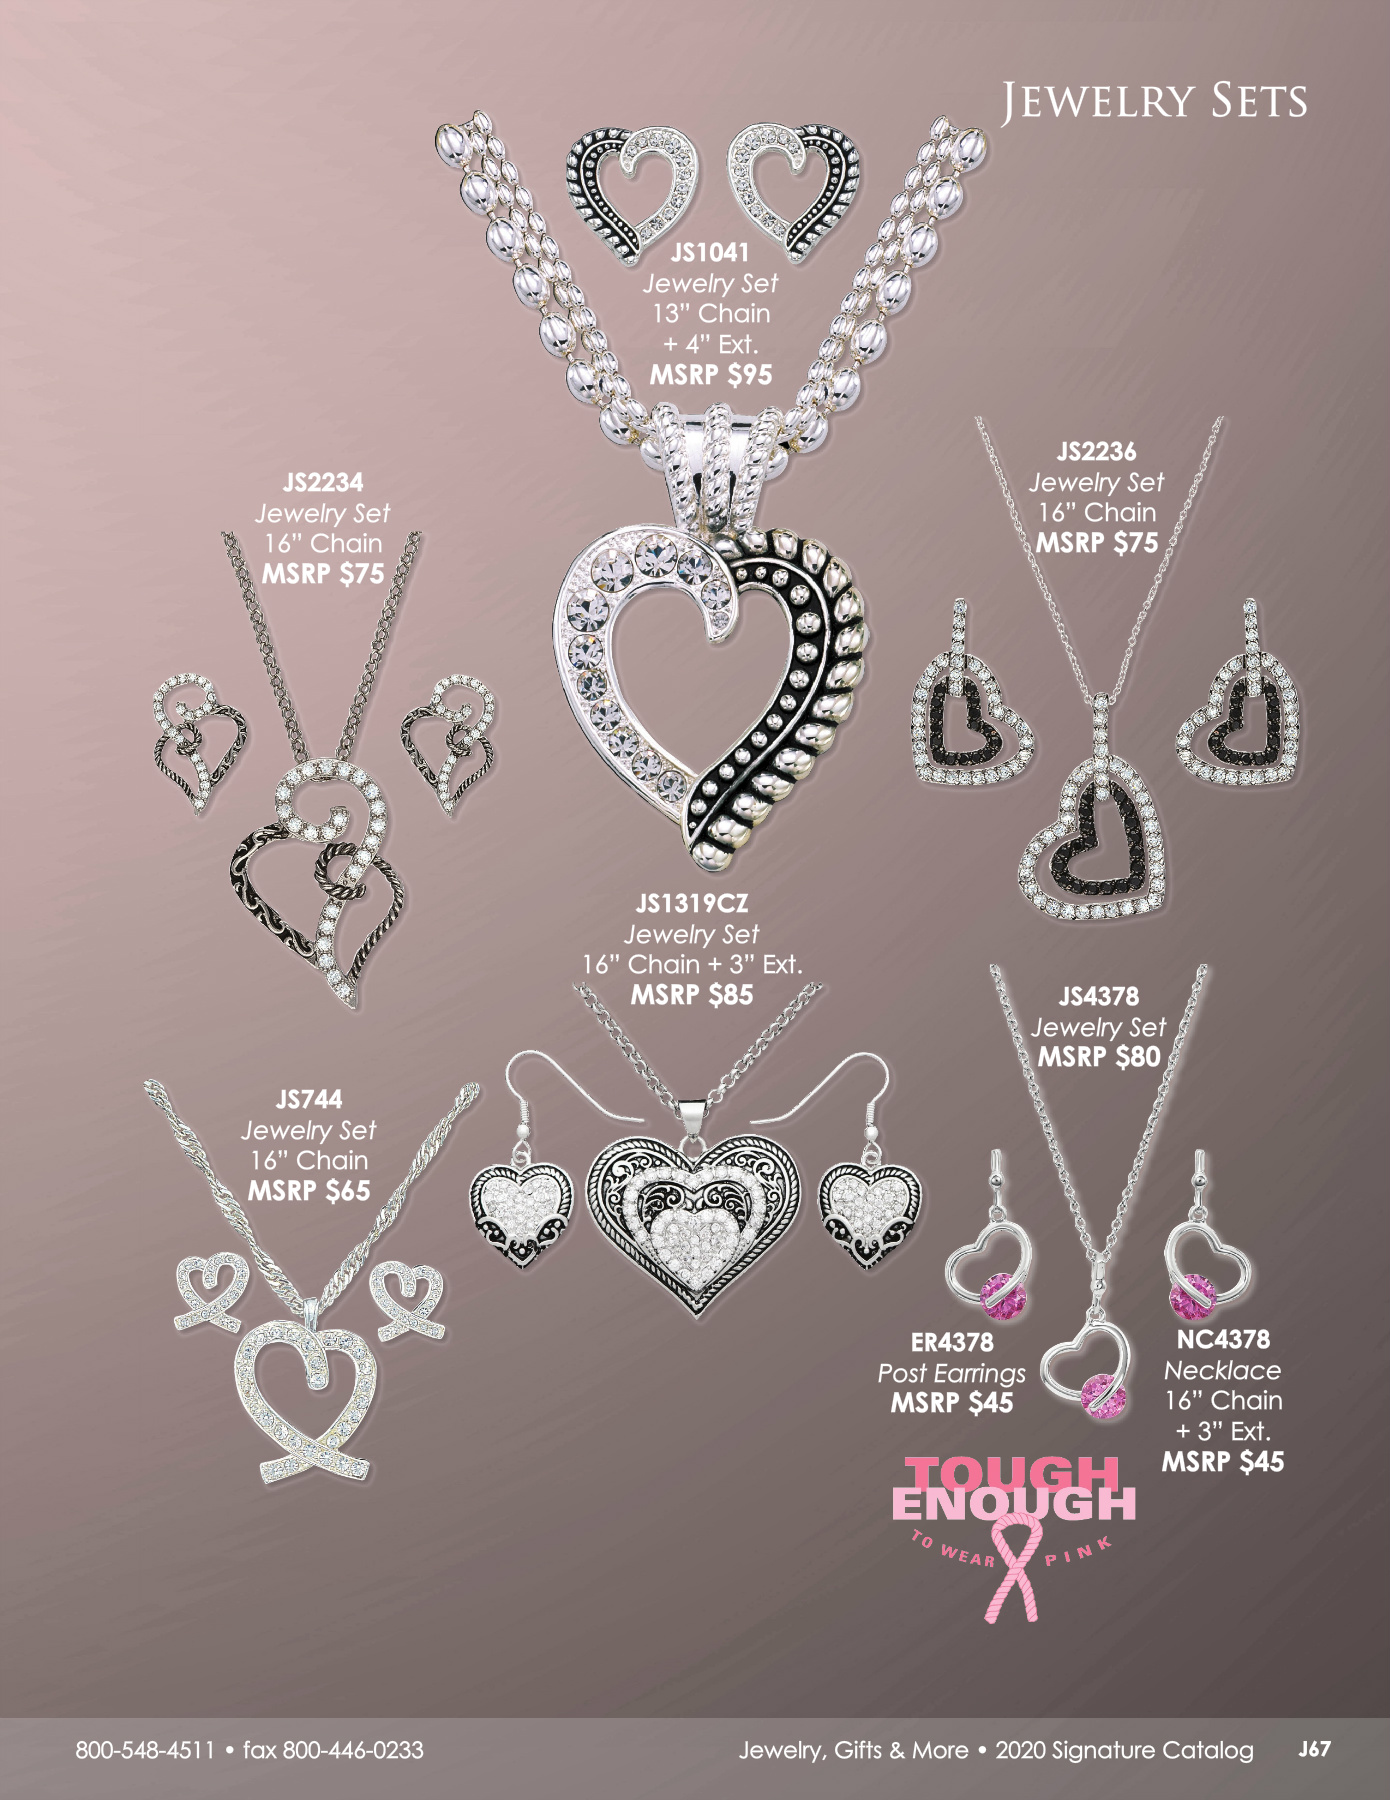 JEWELRY SETS
JS1041
Jewelry Set
13” Chain
+ 4” Ext.
MSRP $95
JS2234
Jewelry Set
16” Chain
MSRP $75
JS2236
Jewelry Set
16” Chain
MSRP $75
JS1319CZ
Jewelry Set
16” Chain + 3” Ext.
MSRP $85
JS4378
Jewelry Set
MSRP $80
JS744
Jewelry Set
16” Chain
MSRP $65
ER4378
Post Earrings
MSRP $45
NC4378
Necklace
16” Chain
+ 3” Ext.
MSRP $45
TOUGH
ENOUGH
TO WEAR PINK
800-548-4511 • fax 800-446-0233
Jewelry, Gifts & More • 2020 Signature Catalog J67